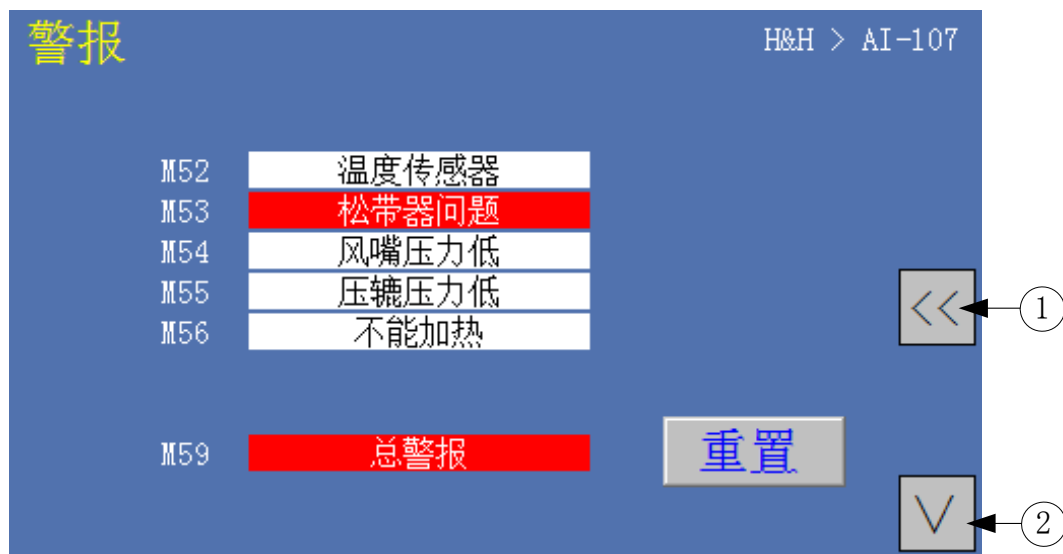 警报
H&H > AI-107
M52 温度传感器
M53 松带器问题
M54 风嘴压力低
M55 压辘压力低
M56 不能加热
<< 1
M59 总警报 重置
∨ 2